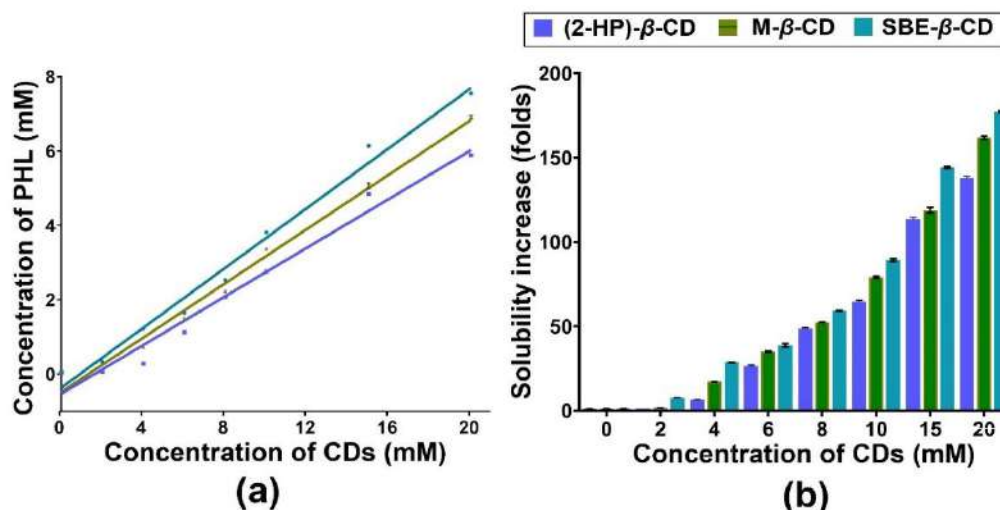 (2-HP)-β-CD M-β-CD SBE-β-CD
8
6
4
2
0
0 4 8 12 16 20
Concentration of PHL (mM)
Concentration of CDs (mM)
(a)
200
150
100
50
0
0 2 4 6 8 10 15 20
Solubility increase (folds)
Concentration of CDs (mM)
(b)